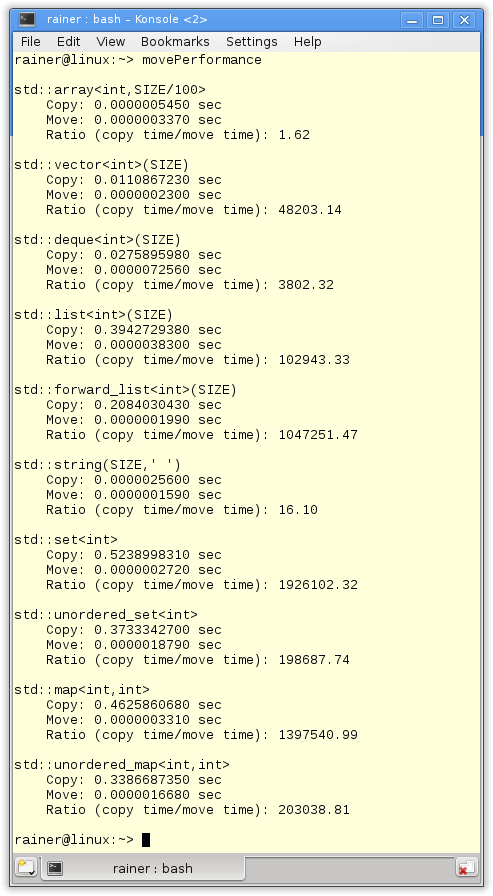 rainer : bash – Konsole <2>
File Edit View Bookmarks Settings Help
rainer@linux:~> movePerformance
std::array<int,SIZE/100>
Copy: 0.0000005450 sec
Move: 0.0000003370 sec
Ratio (copy time/move time): 1.62
std::vector<int>(SIZE)
Copy: 0.0110867230 sec
Move: 0.0000002300 sec
Ratio (copy time/move time): 48203.14
std::deque<int>(SIZE)
Copy: 0.0275895980 sec
Move: 0.0000072560 sec
Ratio (copy time/move time): 3802.32
std::list<int>(SIZE)
Copy: 0.3942729380 sec
Move: 0.0000038300 sec
Ratio (copy time/move time): 102943.33
std::forward_list<int>(SIZE)
Copy: 0.2084030430 sec
Move: 0.0000001990 sec
Ratio (copy time/move time): 1047251.47
std::string(SIZE,' ')
Copy: 0.0000025600 sec
Move: 0.0000001590 sec
Ratio (copy time/move time): 16.10
std::set<int>
Copy: 0.5238998310 sec
Move: 0.0000002720 sec
Ratio (copy time/move time): 1926102.32
std::unordered_set<int>
Copy: 0.3733342700 sec
Move: 0.0000018790 sec
Ratio (copy time/move time): 198687.74
std::map<int,int>
Copy: 0.4625860680 sec
Move: 0.0000003310 sec
Ratio (copy time/move time): 1397540.99
std::unordered_map<int,int>
Copy: 0.3386687350 sec
Move: 0.0000016680 sec
Ratio (copy time/move time): 203038.81
rainer@linux:~>
rainer : bash